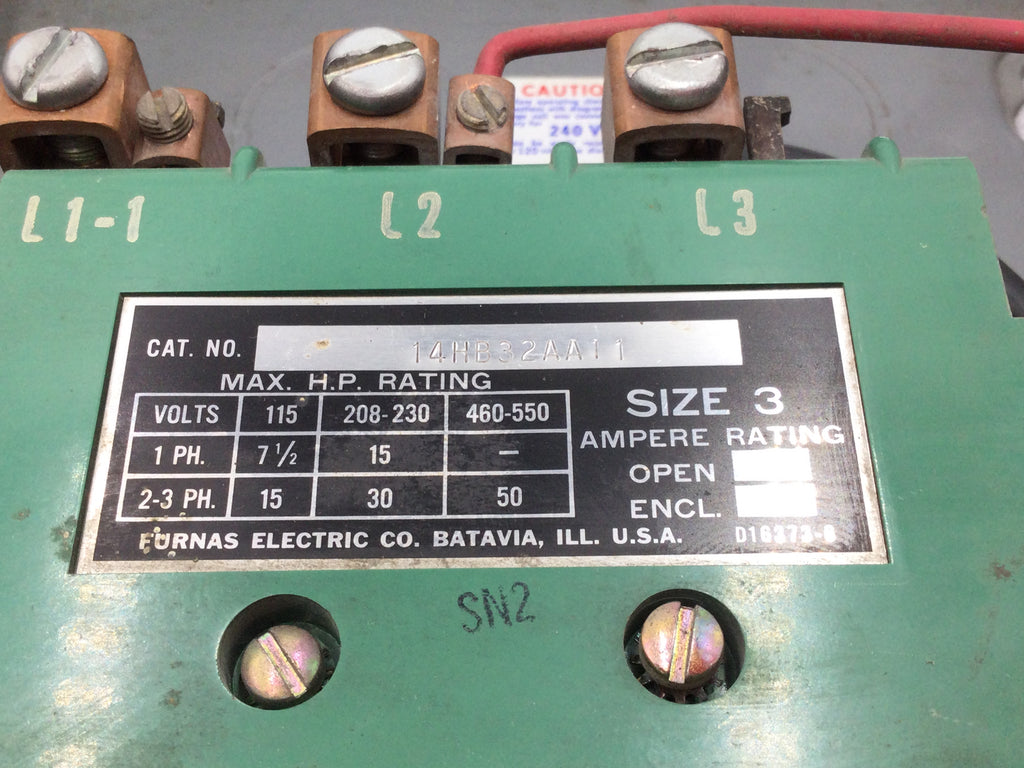 CAUTIO
240 V
L1-1 L2 L3
CAT. NO. 14HB32AA11
MAX. H.P. RATING
VOLTS 115 208-230 460-550
1 PH. 7 1/2 15 –
2-3 PH. 15 30 50
SIZE 3
AMPERE RATING
OPEN
ENCL.
FURNAS ELECTRIC CO. BATAVIA, ILL. U.S.A.
SN2